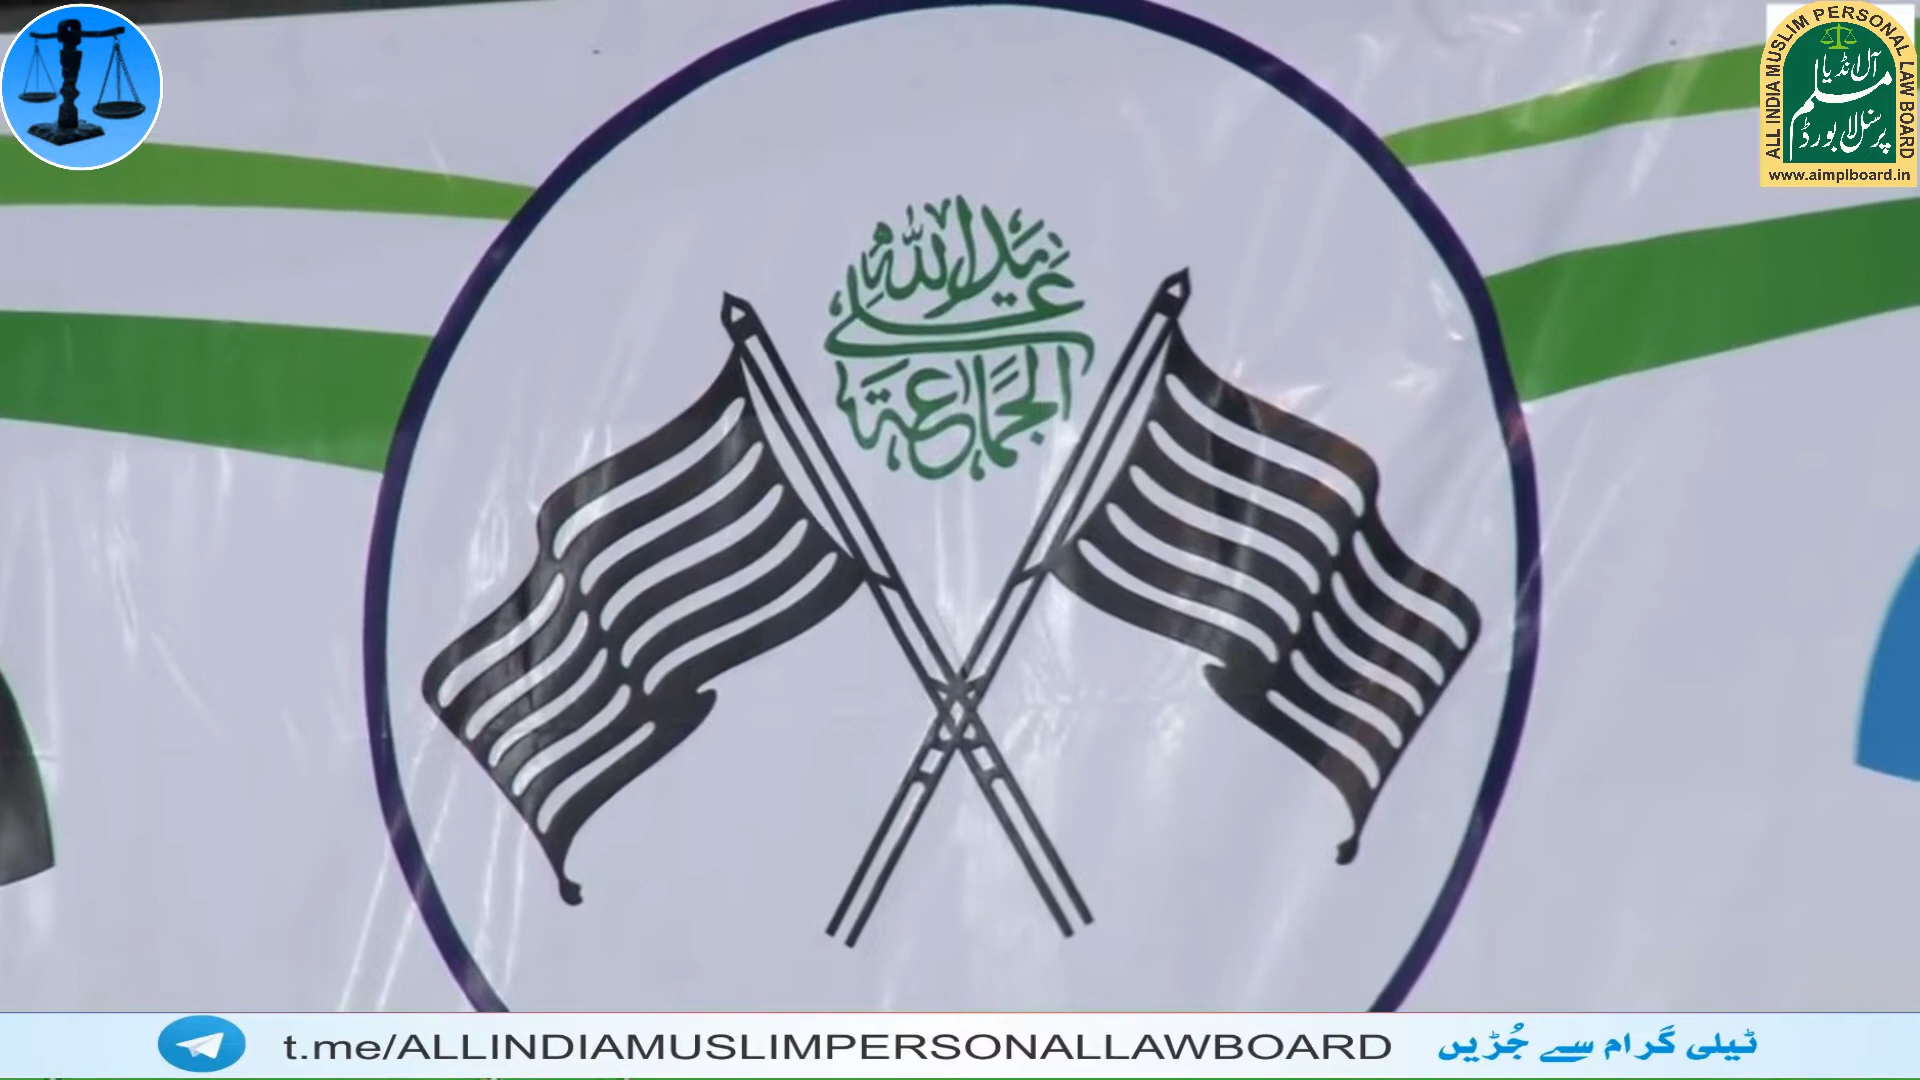 ALL INDIA MUSLIM PERSONAL LAW BOARD
آل انڈیا
مسلم
پرسنل لا بورڈ
www.aimplboard.in
يد الله
على
الجماعة
t.me/ALLINDIAMUSLIMPERSONALLAWBOARD ٹیلی گرام سے جُڑیں